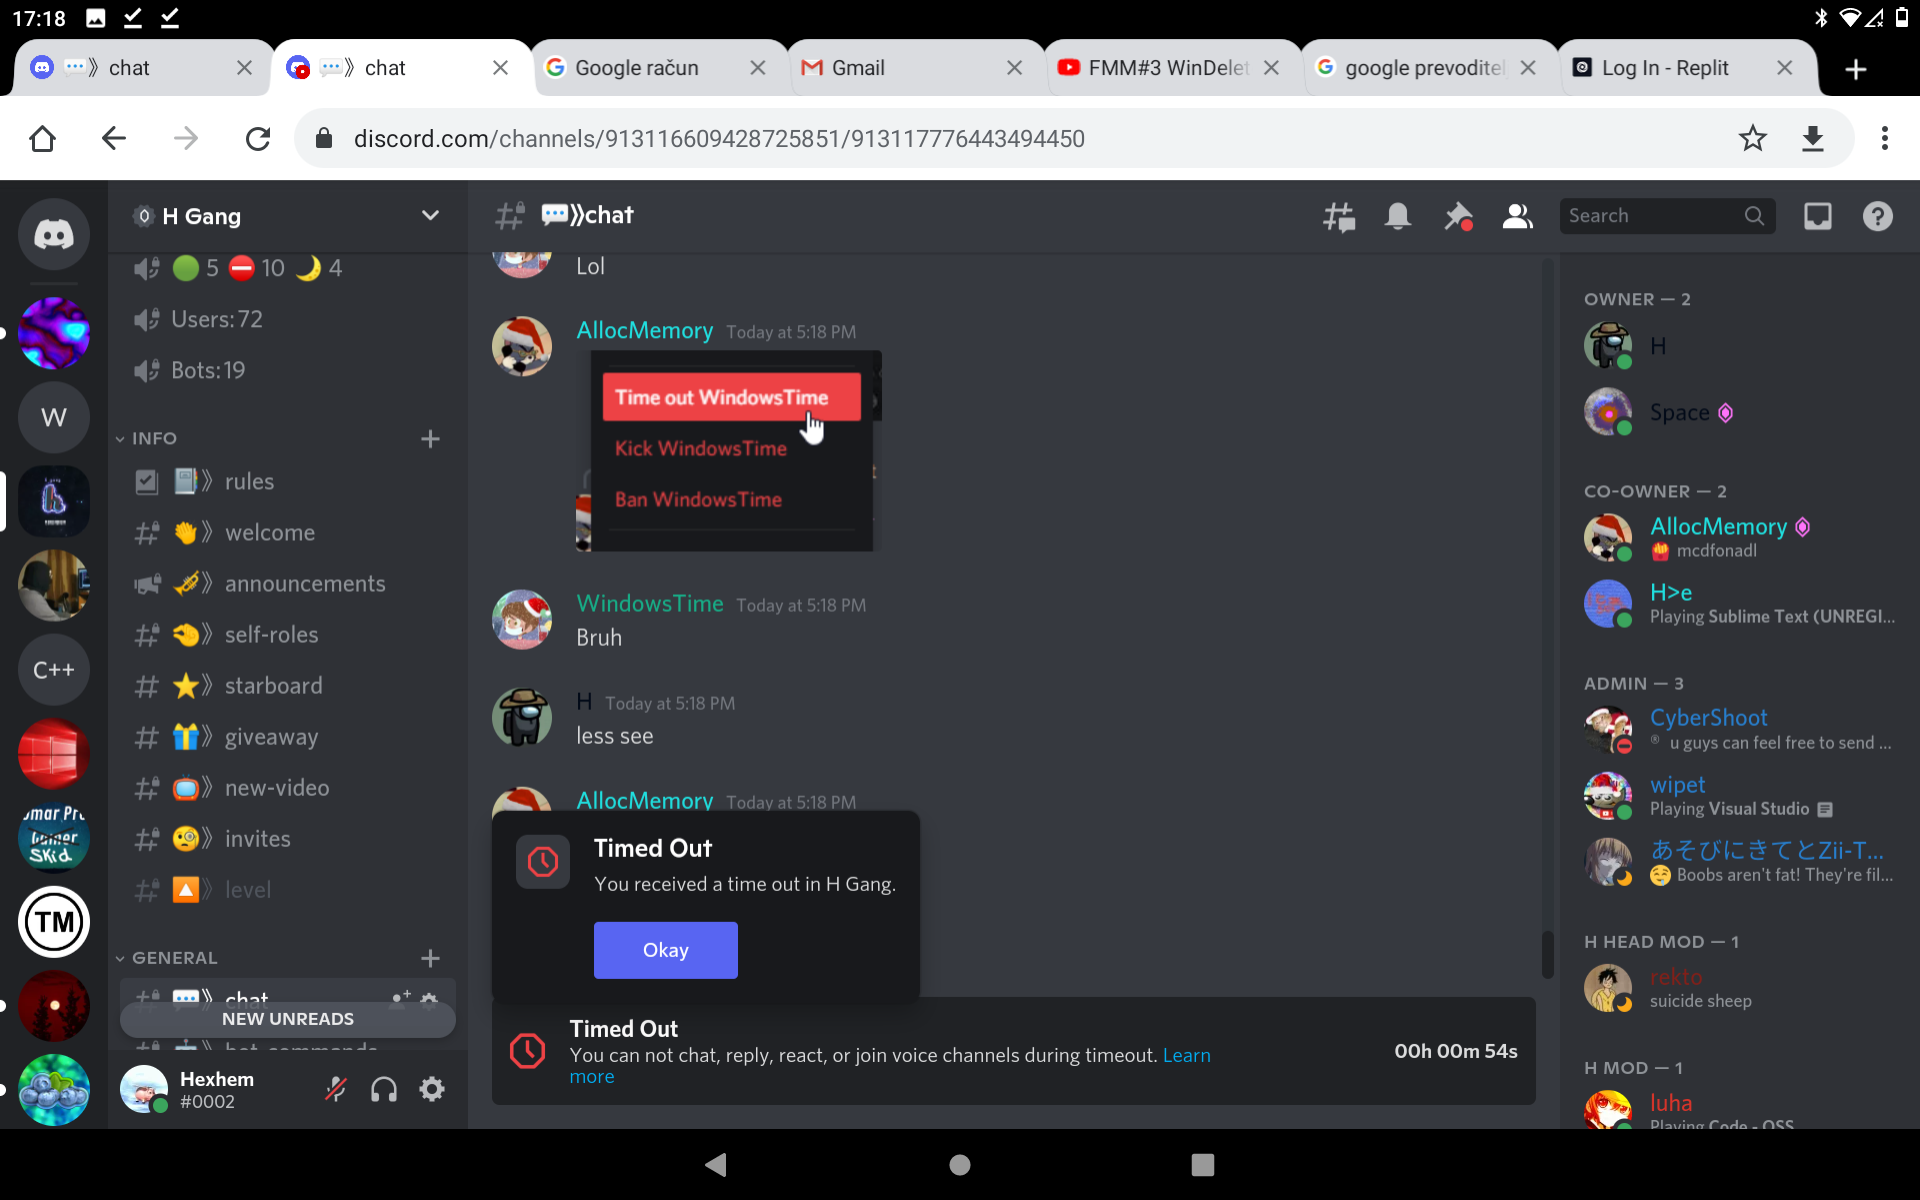 17:18
chat
chat
Google račun
Gmail
FMM#3 WinDelet
google prevoditel
Log In - Replit
discord.com/channels/913116609428725851/913117776443494450
H Gang
chat
Search
5 10 4
Users: 72
Bots: 19
INFO
rules
welcome
announcements
self-roles
starboard
giveaway
new-video
invites
level
GENERAL
chat
NEW UNREADS
bot-commands
Hexhem
#0002
W
C++
TM
Skid
Lol
AllocMemory Today at 5:18 PM
Time out WindowsTime
Kick WindowsTime
Ban WindowsTime
WindowsTime Today at 5:18 PM
Bruh
H Today at 5:18 PM
less see
AllocMemory Today at 5:18 PM
Timed Out
You received a time out in H Gang.
Okay
Timed Out
You can not chat, reply, react, or join voice channels during timeout. Learn
more
00h 00m 54s
OWNER — 2
H
Space
CO-OWNER — 2
AllocMemory
mcdfonadl
H>e
Playing Sublime Text (UNREGI...
ADMIN — 3
CyberShoot
u guys can feel free to send ...
wipet
Playing Visual Studio
あそびにきてとZii-T...
Boobs aren't fat! They're fil...
H HEAD MOD — 1
rekto
suicide sheep
H MOD — 1
luha
Playing Code - OSS